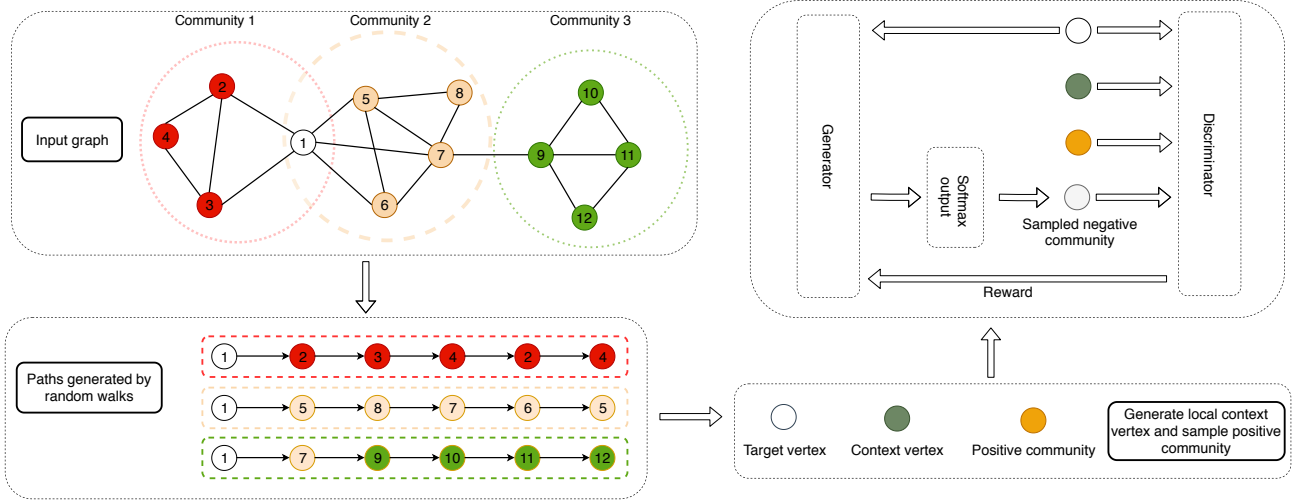 Community 1
Community 2
Community 3
Input graph
2
4
3
1
5
8
7
6
10
9
11
12
Paths generated by
random walks
1 2 3 4 2 4
1 5 8 7 6 5
1 7 9 10 11 12
Target vertex
Context vertex
Positive community
Generate local context
vertex and sample positive
community
Generator
Softmax
output
Sampled negative
community
Discriminator
Reward